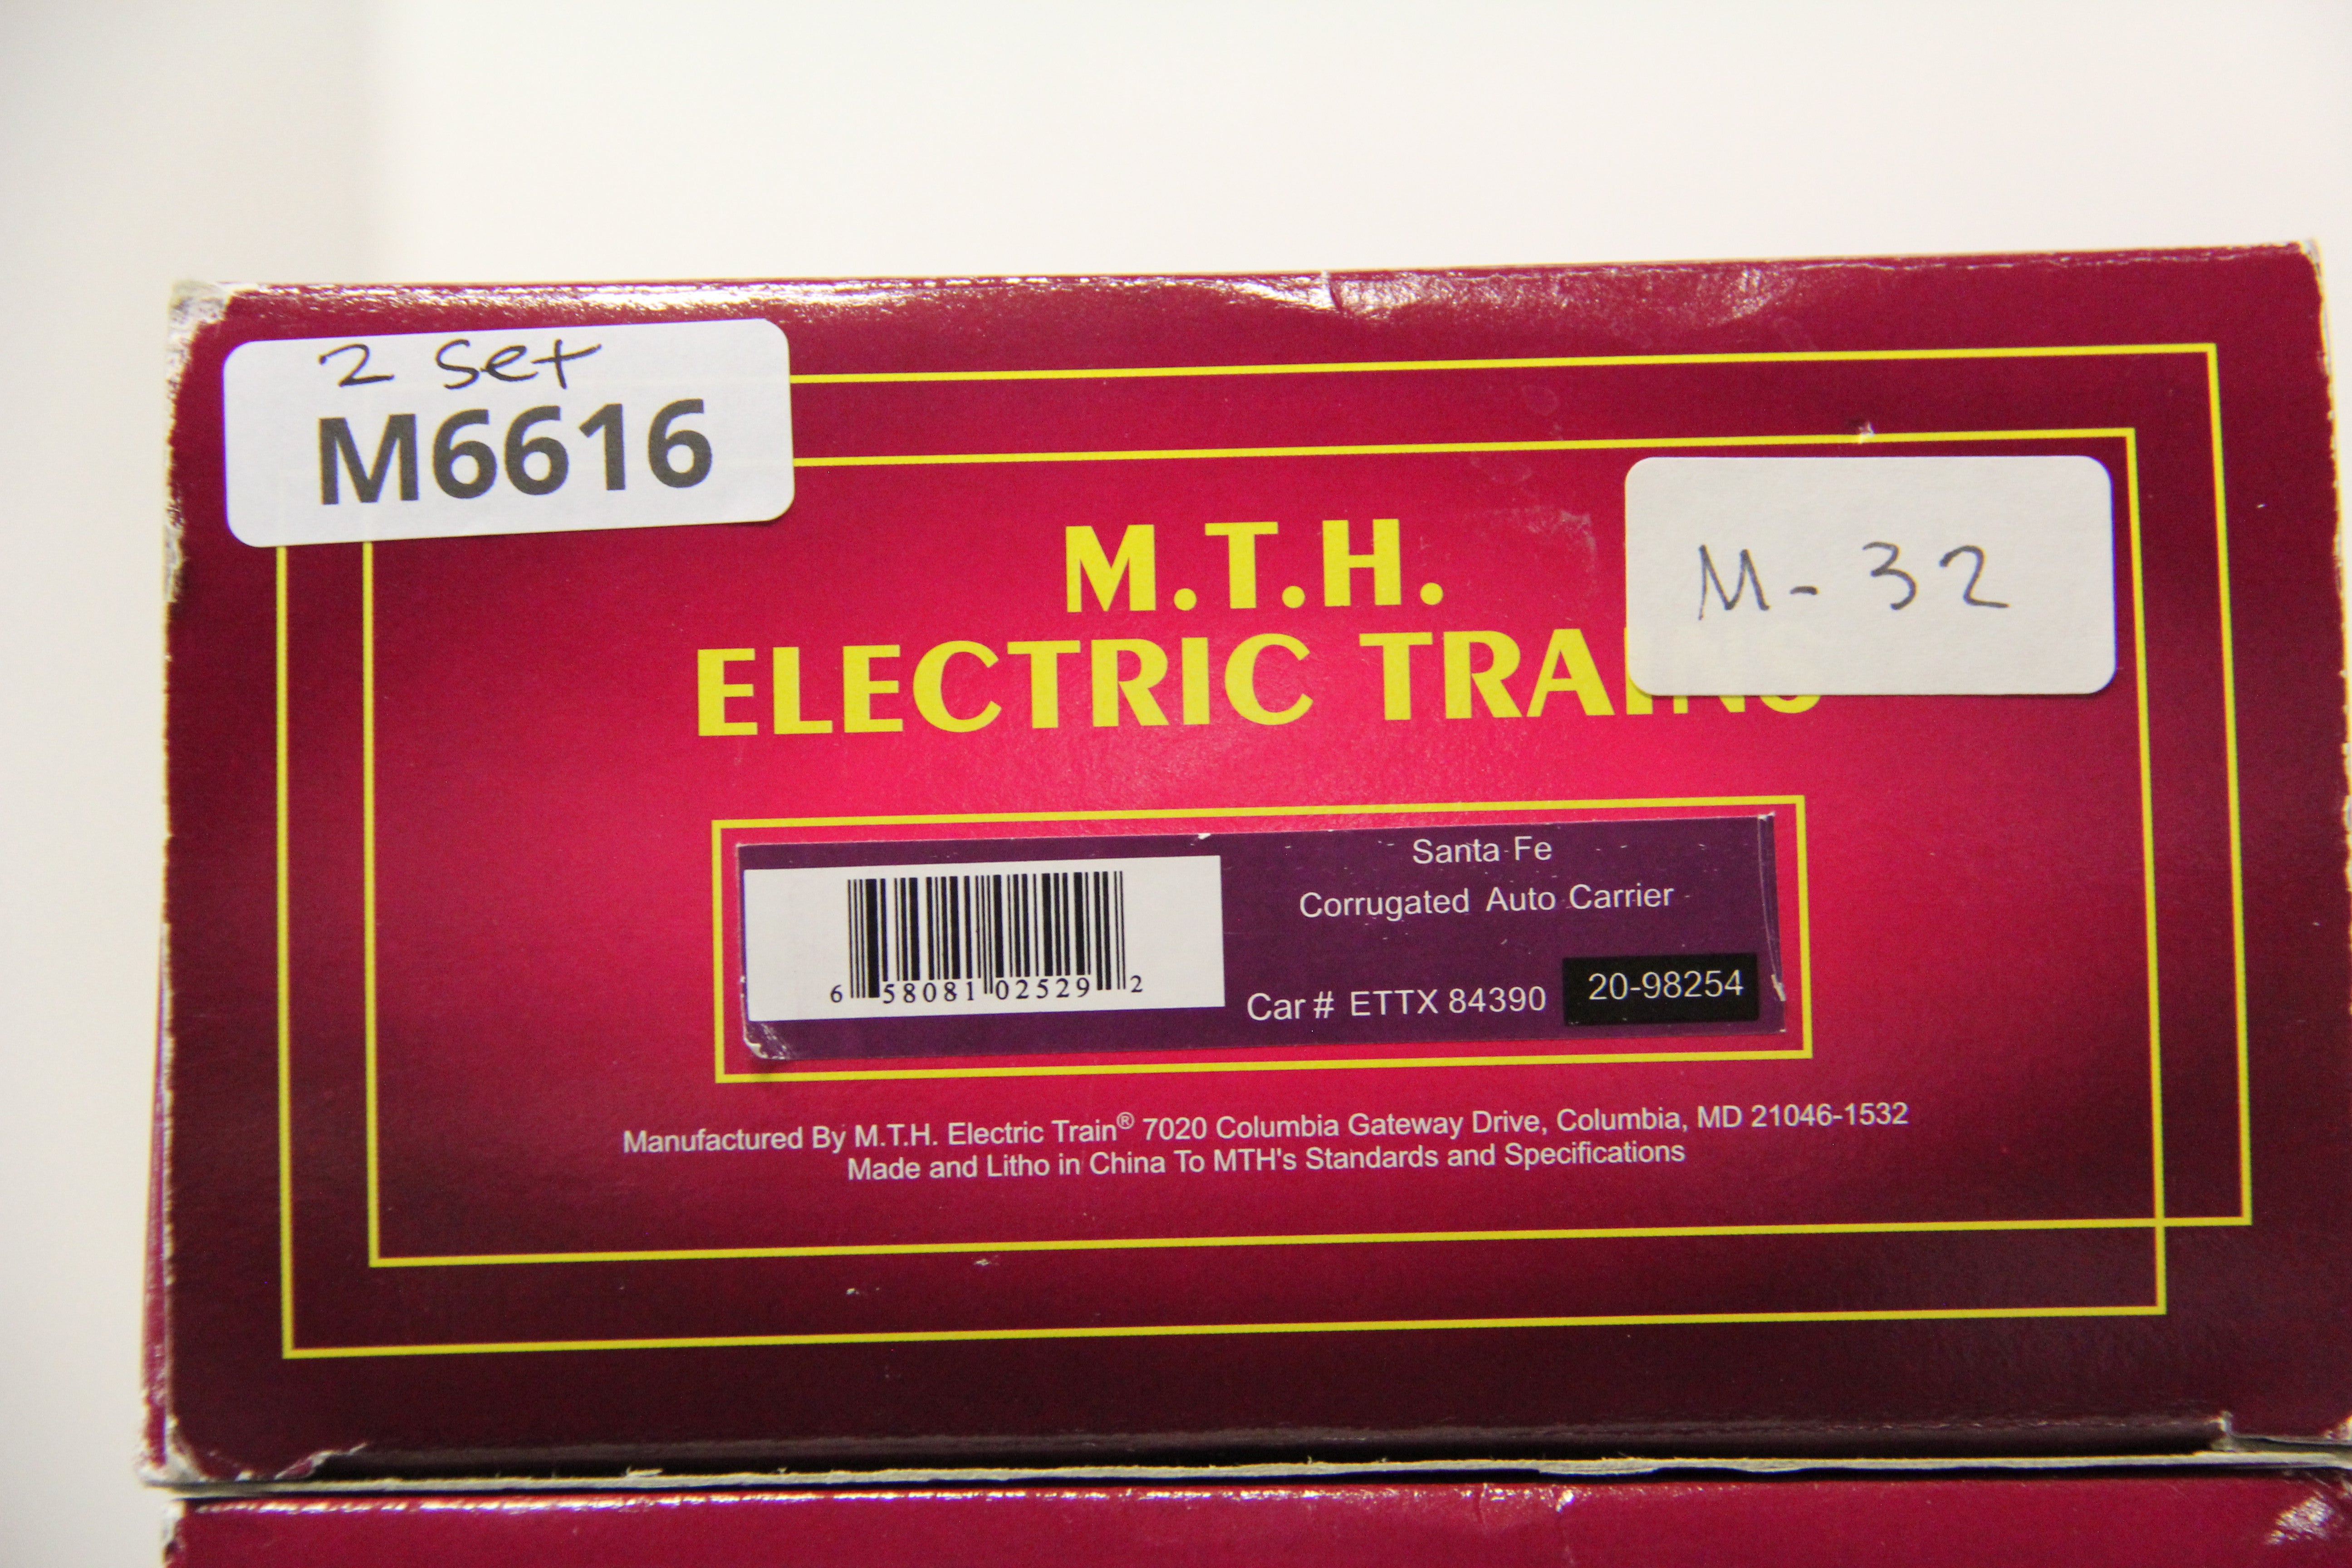 2 set
M6616
M-32
M.T.H.
ELECTRIC TRAINS
Santa Fe
Corrugated Auto Carrier
Car # ETTX 84390 20-98254
6 58081 02529 2
Manufactured By M.T.H. Electric Train® 7020 Columbia Gateway Drive, Columbia, MD 21046-1532
Made and Litho in China To MTH's Standards and Specifications